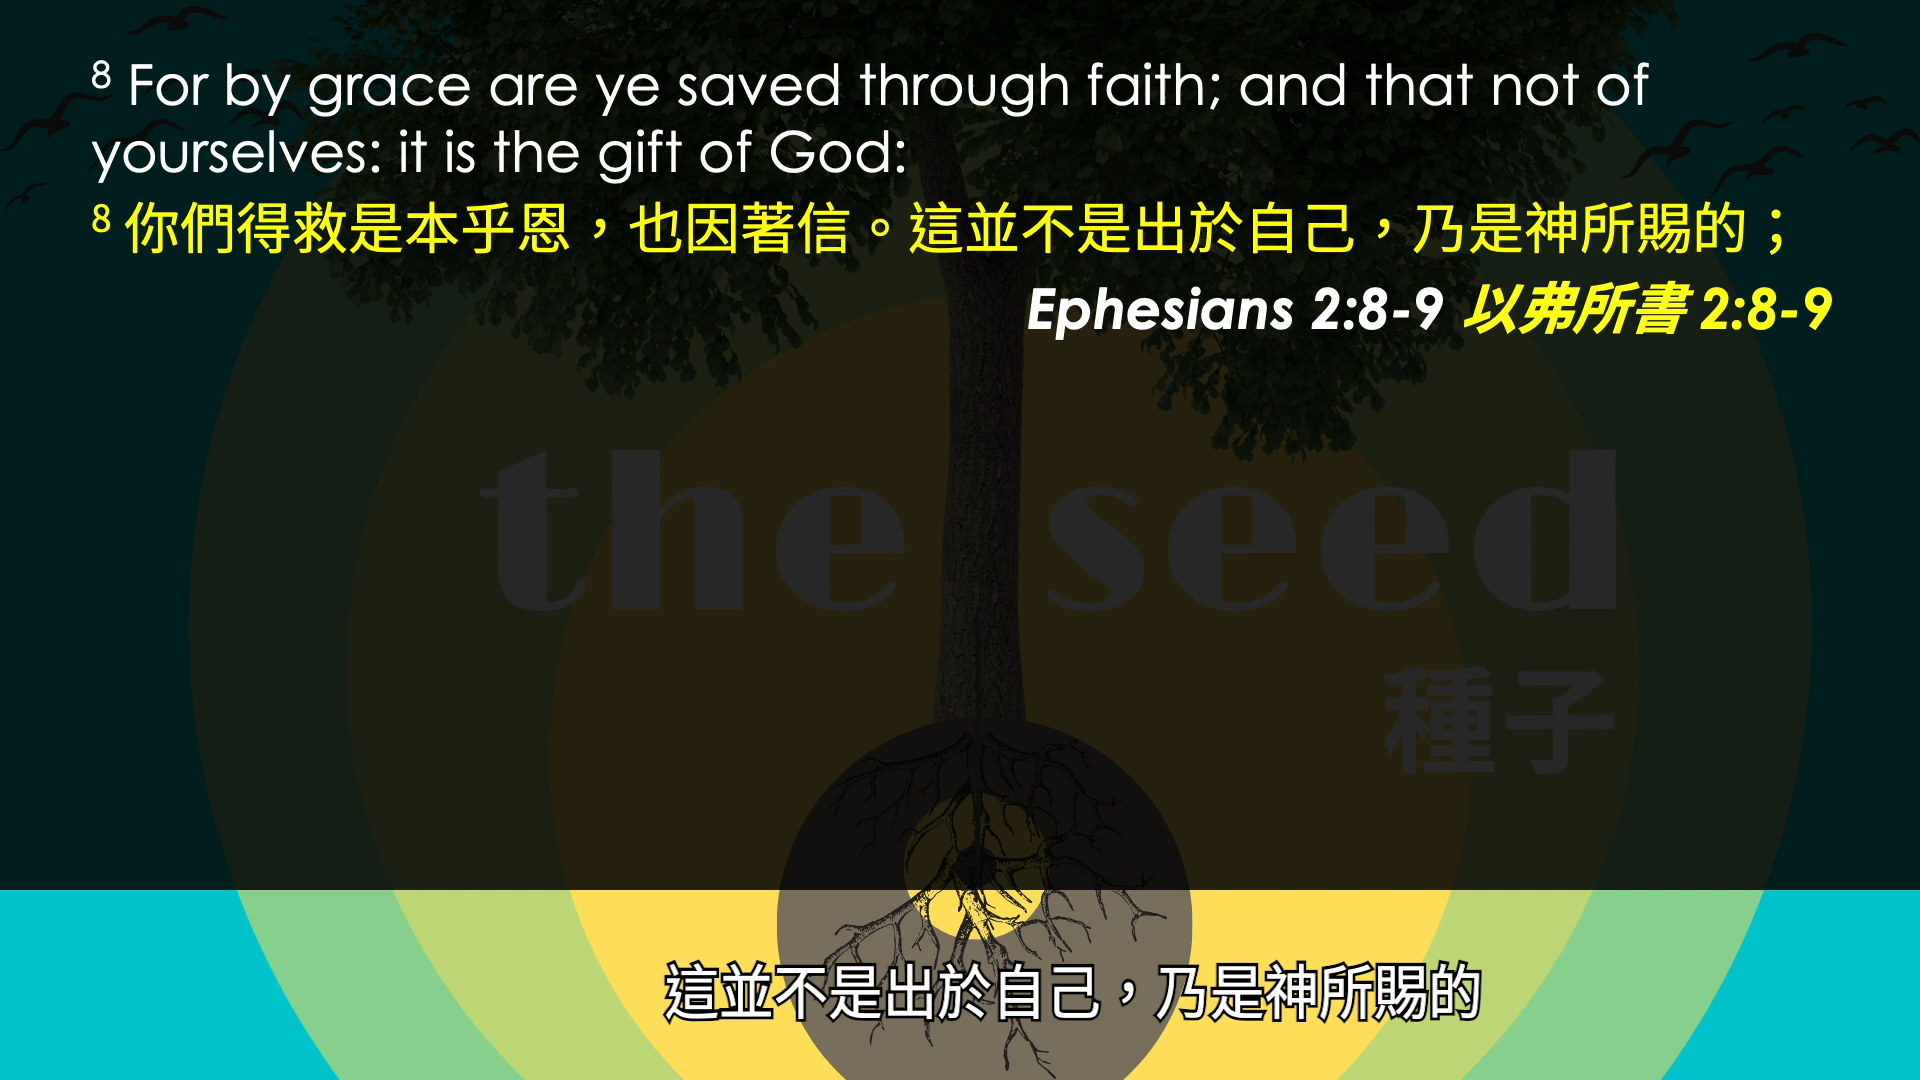 8 For by grace are ye saved through faith; and that not of
yourselves: it is the gift of God:
8 你們得救是本乎恩，也因著信。這並不是出於自己，乃是神所賜的；
Ephesians 2:8-9 以弗所書 2:8-9
the seed
種子
這並不是出於自己，乃是神所賜的